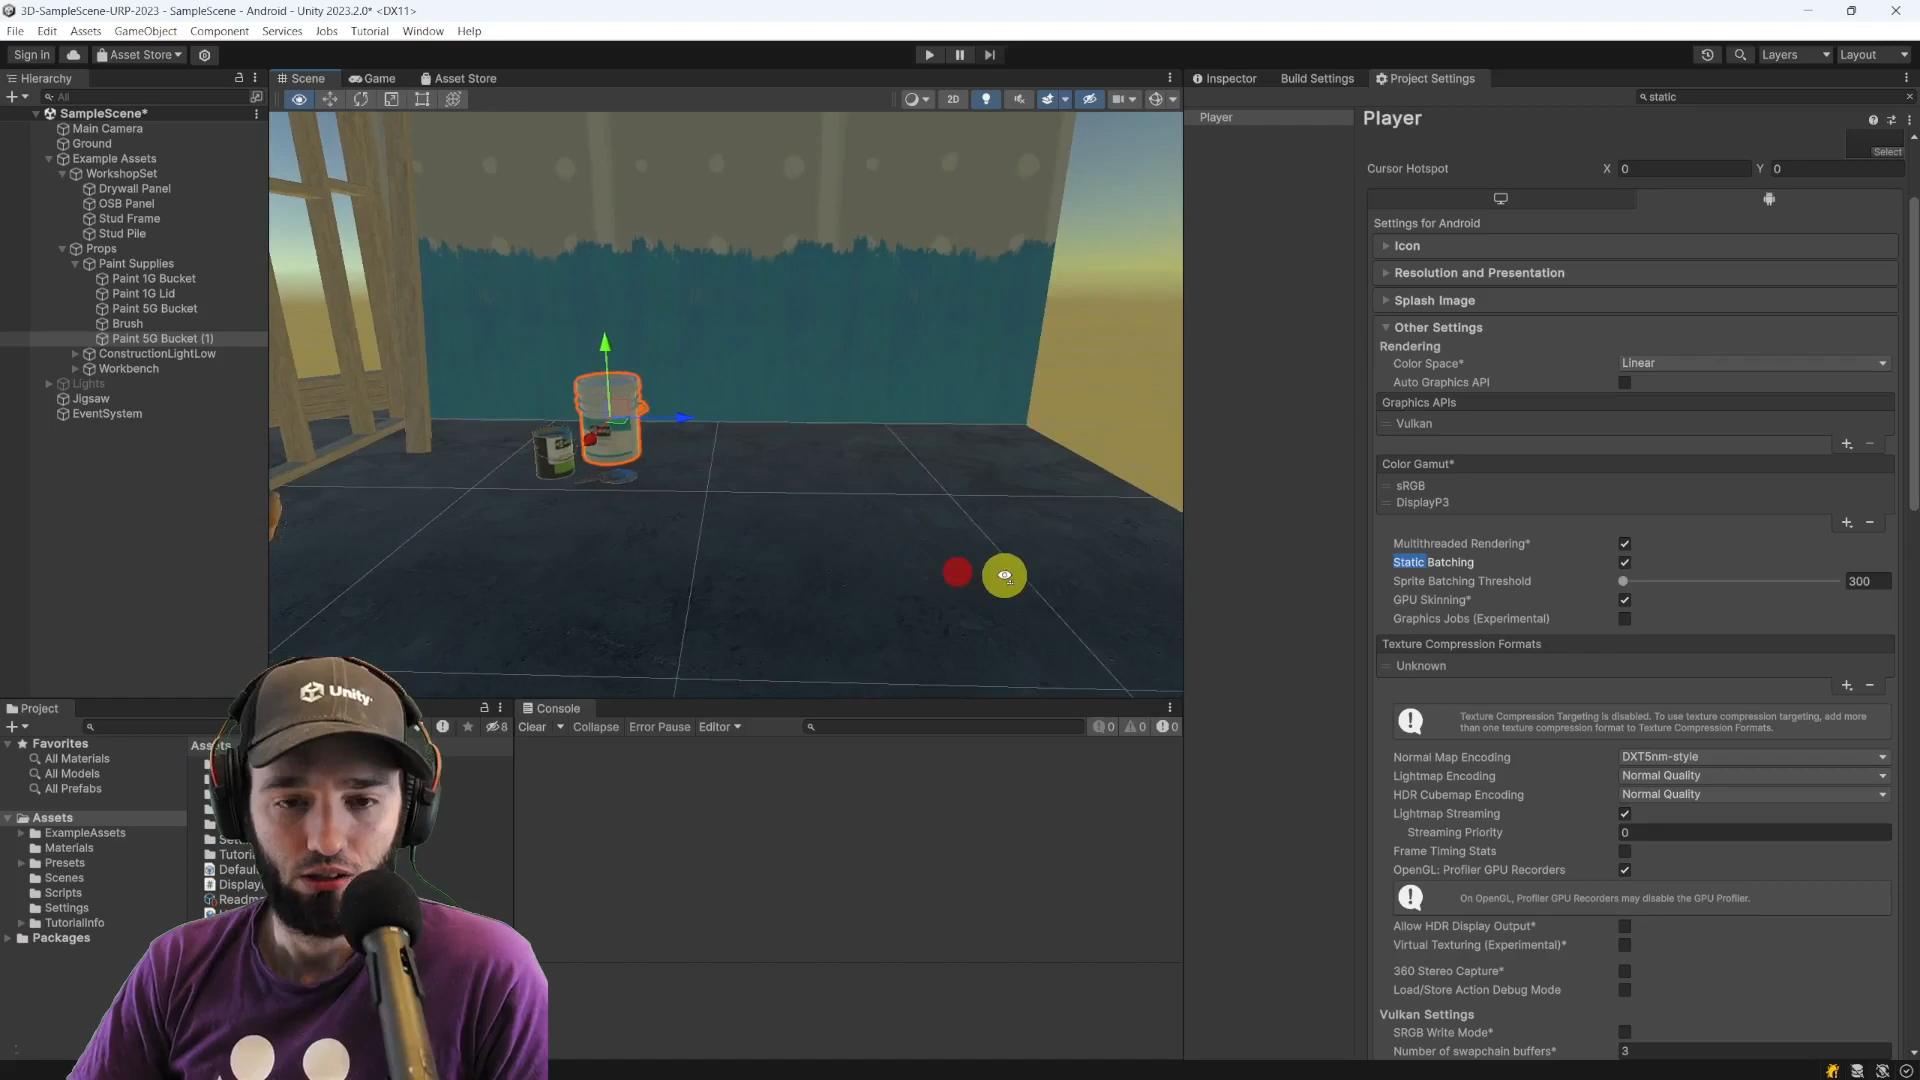 3D-SampleScene-URP-2023 - SampleScene - Android - Unity 2023.2.0* <DX11>
File Edit Assets GameObject Component Services Jobs Tutorial Window Help
Sign In Asset Store Layers Layout
Hierarchy
All
SampleScene*
Main Camera
Ground
Example Assets
WorkshopSet
Drywall Panel
OSB Panel
Stud Frame
Stud Pile
Props
Paint Supplies
Paint 1G Bucket
Paint 1G Lid
Paint 5G Bucket
Brush
Paint 5G Bucket (1)
ConstructionLightLow
Workbench
Lights
Jigsaw
EventSystem
Scene Game Asset Store
2D
Inspector Build Settings Project Settings
static
Player
Player
Select
Cursor Hotspot X 0 Y 0
Settings for Android
Icon
Resolution and Presentation
Splash Image
Other Settings
Rendering
Color Space* Linear
Auto Graphics API
Graphics APIs
Vulkan
Color Gamut*
sRGB
DisplayP3
Multithreaded Rendering*
Static Batching
Sprite Batching Threshold 300
GPU Skinning*
Graphics Jobs (Experimental)
Texture Compression Formats
Unknown
Texture Compression Targeting is disabled. To use texture compression targeting, add more
than one texture compression format to Texture Compression Formats.
Normal Map Encoding DXT5nm-style
Lightmap Encoding Normal Quality
HDR Cubemap Encoding Normal Quality
Lightmap Streaming
Streaming Priority 0
Frame Timing Stats
OpenGL: Profiler GPU Recorders
On OpenGL, Profiler GPU Recorders may disable the GPU Profiler.
Allow HDR Display Output*
Virtual Texturing (Experimental)*
360 Stereo Capture*
Load/Store Action Debug Mode
Vulkan Settings
SRGB Write Mode*
Number of swapchain buffers* 3
Project
8
Favorites
All Materials
All Models
All Prefabs
Assets
ExampleAssets
Materials
Presets
Scenes
Scripts
Settings
TutorialInfo
Packages
Assets
Tutori
Defaul
Display
Readm
Console
Clear Collapse Error Pause Editor 0 0 0
Unity